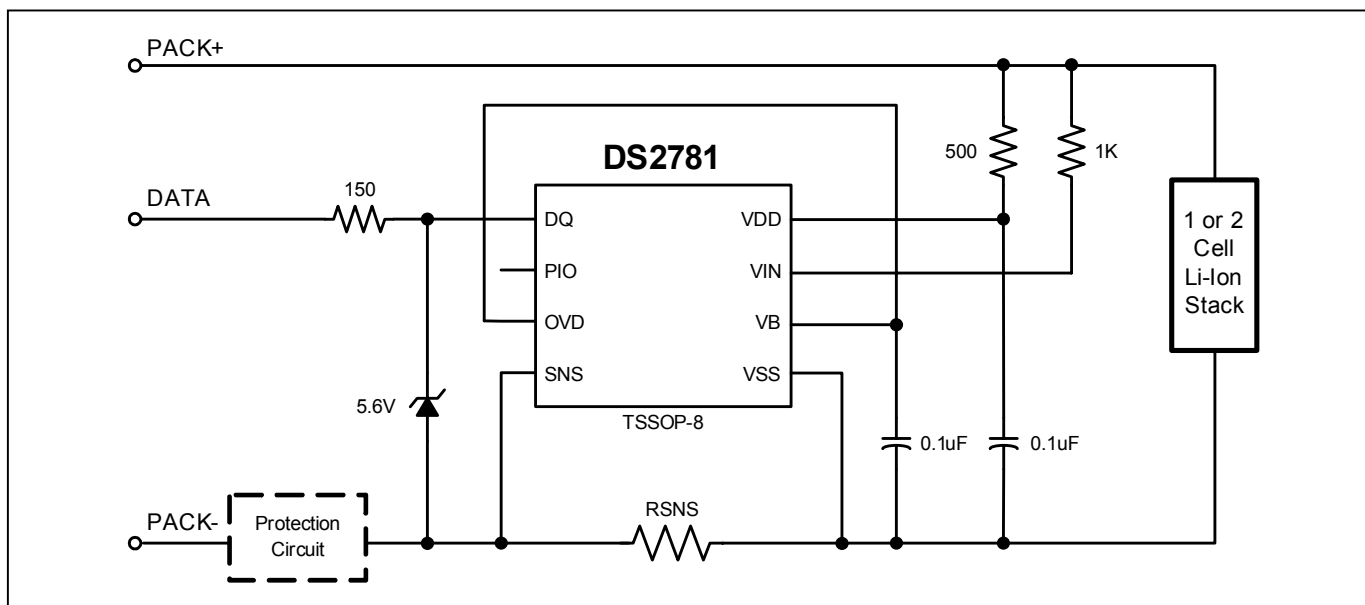 PACK+
DS2781
500
1K
DATA
150
DQ
VDD
1 or 2
Cell
Li-Ion
Stack
PIO
VIN
OVD
VB
SNS
VSS
5.6V
TSSOP-8
0.1uF
0.1uF
RSNS
PACK-
Protection
Circuit